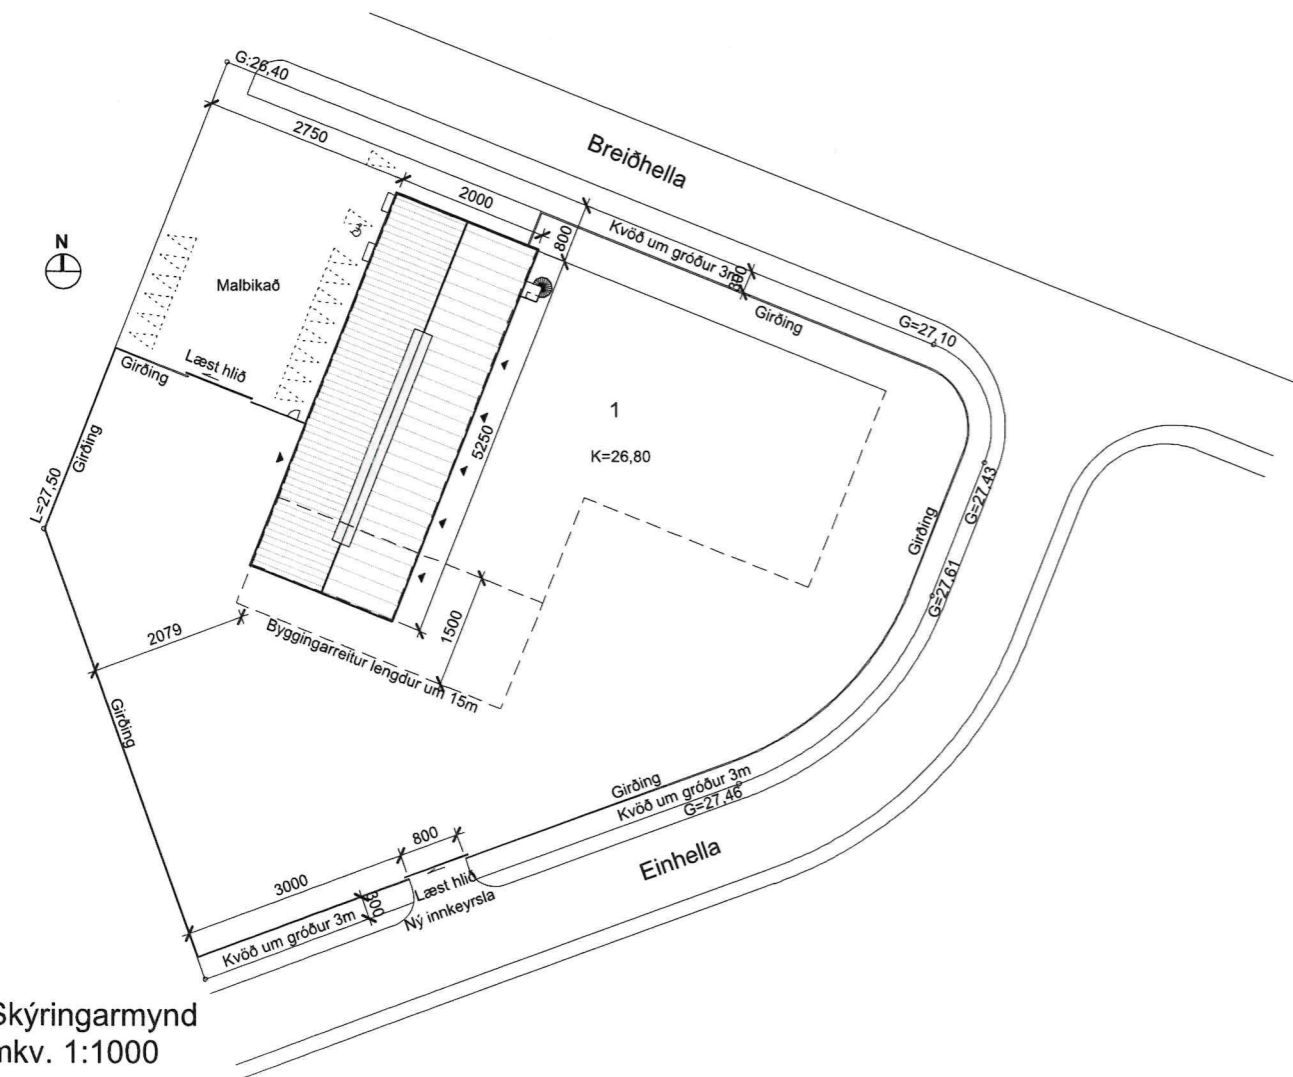 G:26,40
2750
Breiðhella
2000
N
800
Kvöð um gróður 3m
300
Malbikað
Girðing
G=27,10
Læst hlið
Girðing
1
5250
K=26,80
Girðing
L=27,50
G=27,43
Girðing
G=27,61
1500
2079
Byggingarreitur lengdur um 15m
Girðing
Girðing
Kvöð um gróður 3m
G=27,46
800
Einhella
3000
Læst hlið
300
Ný innkeyrsla
Kvöð um gróður 3m
Skýringarmynd
mkv. 1:1000